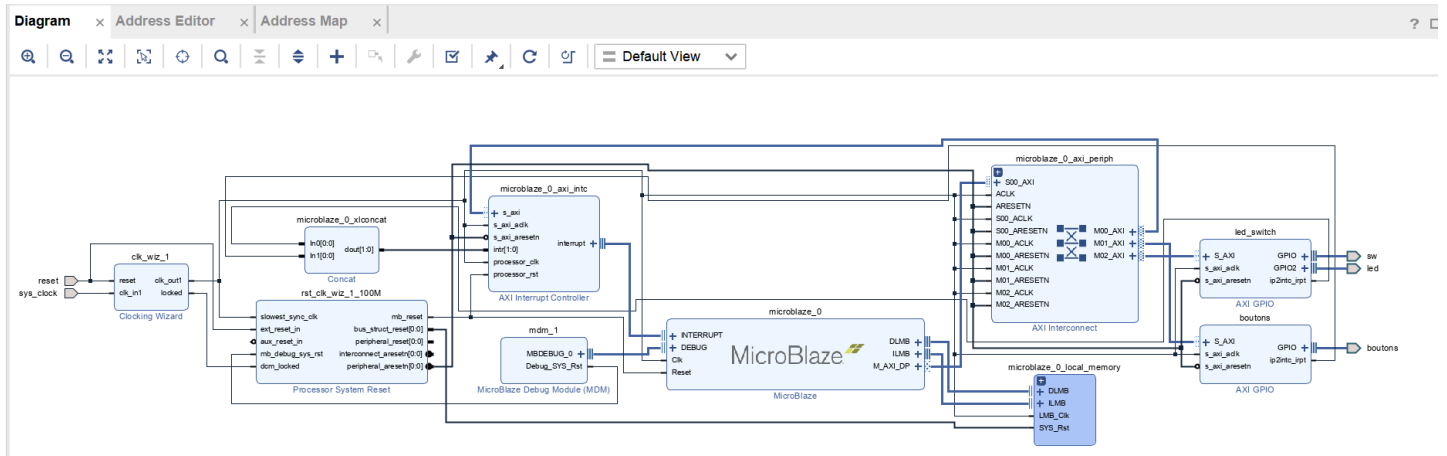 Diagram × Address Editor × Address Map × ?
Default View
reset
sys_clock
clk_wiz_1
reset clk_out1
clk_in1 locked
Clocking Wizard
microblaze_0_xlconcat
In0[0:0] dout[1:0]
In1[0:0]
Concat
rst_clk_wiz_1_100M
slowest_sync_clk mb_reset
ext_reset_in bus_struct_reset[0:0]
aux_reset_in peripheral_reset[0:0]
mb_debug_sys_rst interconnect_aresetn[0:0]
dcm_locked peripheral_aresetn[0:0]
Processor System Reset
microblaze_0_axi_intc
s_axi
s_axi_aclk
s_axi_aresetn interrupt
intr[1:0]
processor_clk
processor_rst
AXI Interrupt Controller
mdm_1
MBDEBUG_0
Debug_SYS_Rst
MicroBlaze Debug Module (MDM)
microblaze_0
INTERRUPT DLMB
DEBUG ILMB
Clk M_AXI_DP
Reset
MicroBlaze
MicroBlaze
microblaze_0_axi_periph
S00_AXI
ACLK
ARESETN
S00_ACLK
S00_ARESETN M00_AXI
M00_ACLK M01_AXI
M00_ARESETN M02_AXI
M01_ACLK
M01_ARESETN
M02_ACLK
M02_ARESETN
AXI Interconnect
microblaze_0_local_memory
DLMB
ILMB
LMB_Clk
SYS_Rst
led_switch
S_AXI GPIO
s_axi_aclk GPIO2
s_axi_aresetn ip2intc_irpt
AXI GPIO
sw
led
boutons
S_AXI GPIO
s_axi_aclk ip2intc_irpt
s_axi_aresetn
AXI GPIO
boutons